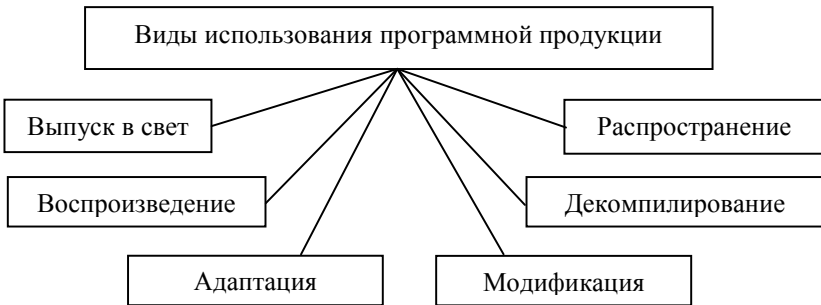 Виды использования программной продукции
Выпуск в свет
Распространение
Воспроизведение
Декомпилирование
Адаптация
Модификация